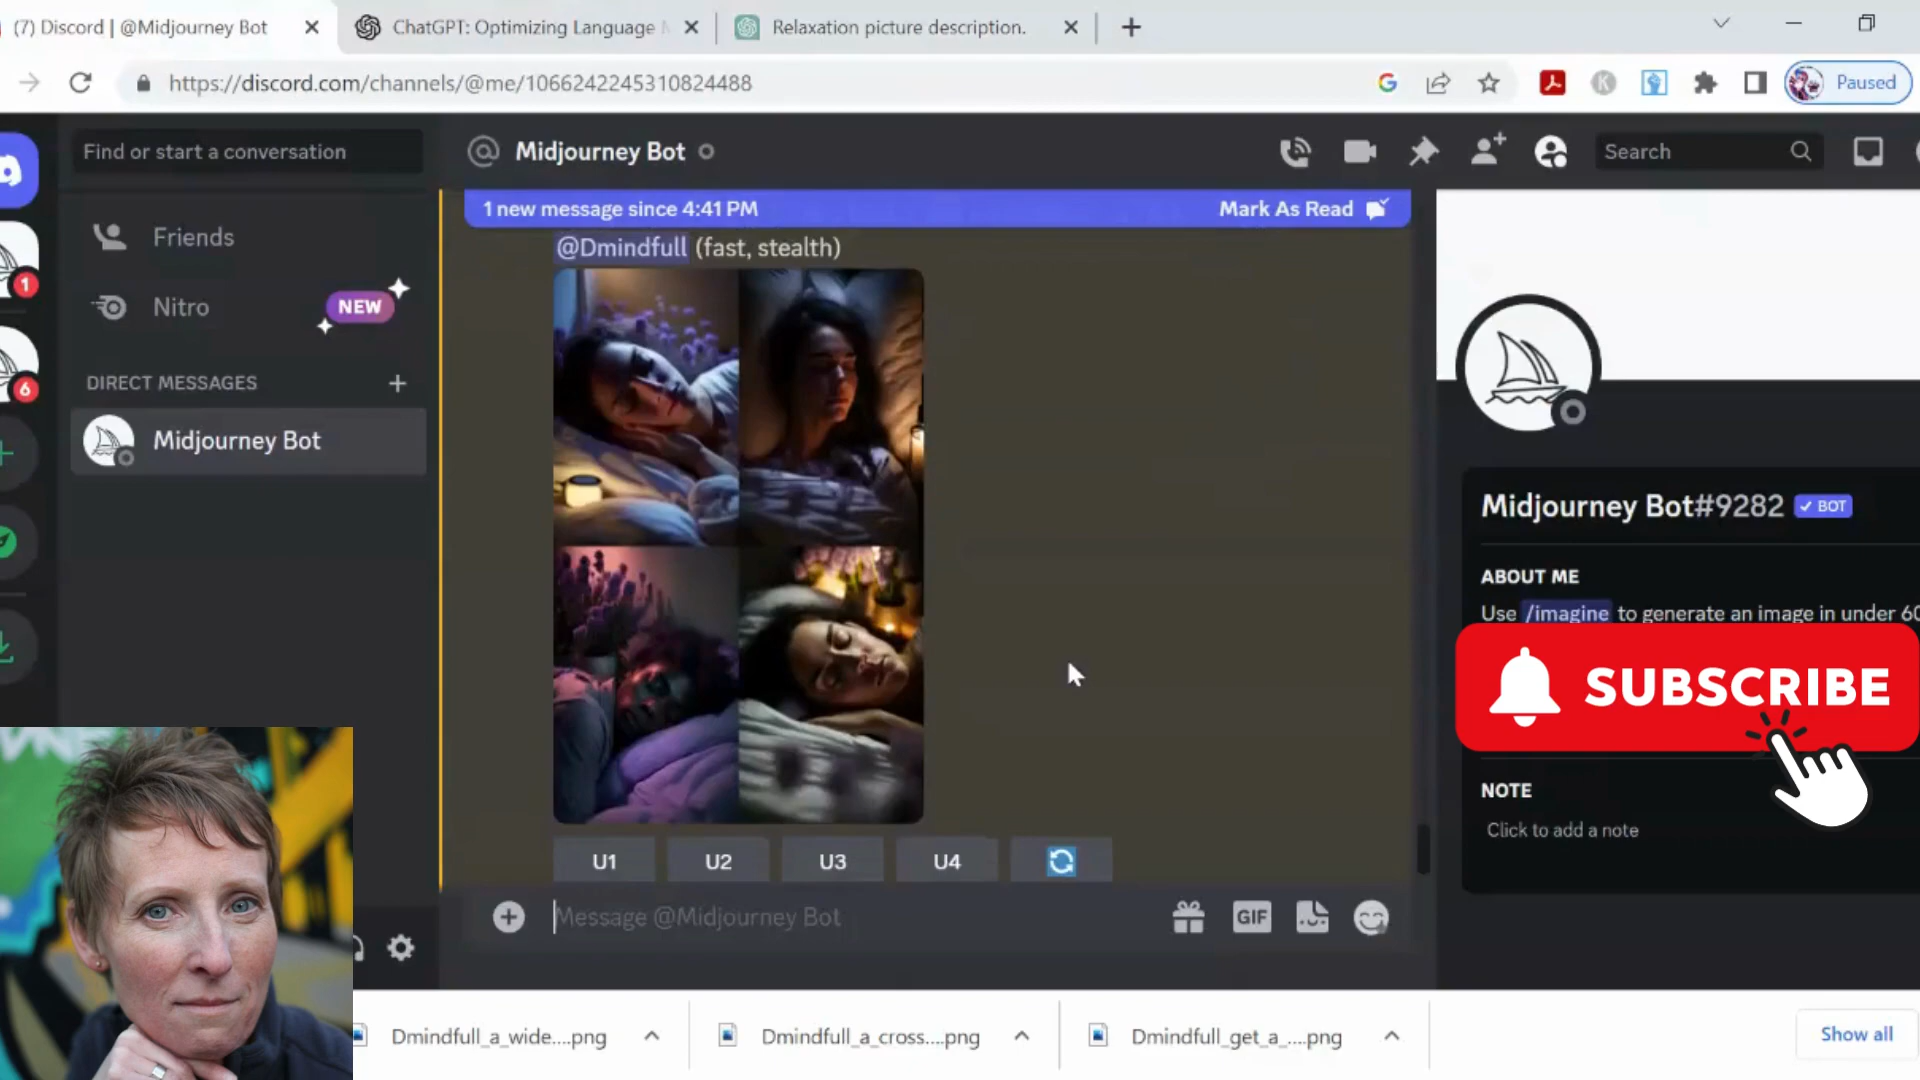 (7) Discord | @Midjourney Bot
ChatGPT: Optimizing Language
Relaxation picture description.
https://discord.com/channels/@me/1066242245310824488
Paused
Find or start a conversation
Midjourney Bot
Search
1 new message since 4:41 PM
Mark As Read
1
Friends
@Dmindfull (fast, stealth)
Nitro
NEW
6
DIRECT MESSAGES
Midjourney Bot
Midjourney Bot#9282
BOT
ABOUT ME
Use /imagine to generate an image in under 60
SUBSCRIBE
NOTE
Click to add a note
U1
U2
U3
U4
Message @Midjourney Bot
GIF
Dmindfull_a_wide....png
Dmindfull_a_cross....png
Dmindfull_get_a_....png
Show all